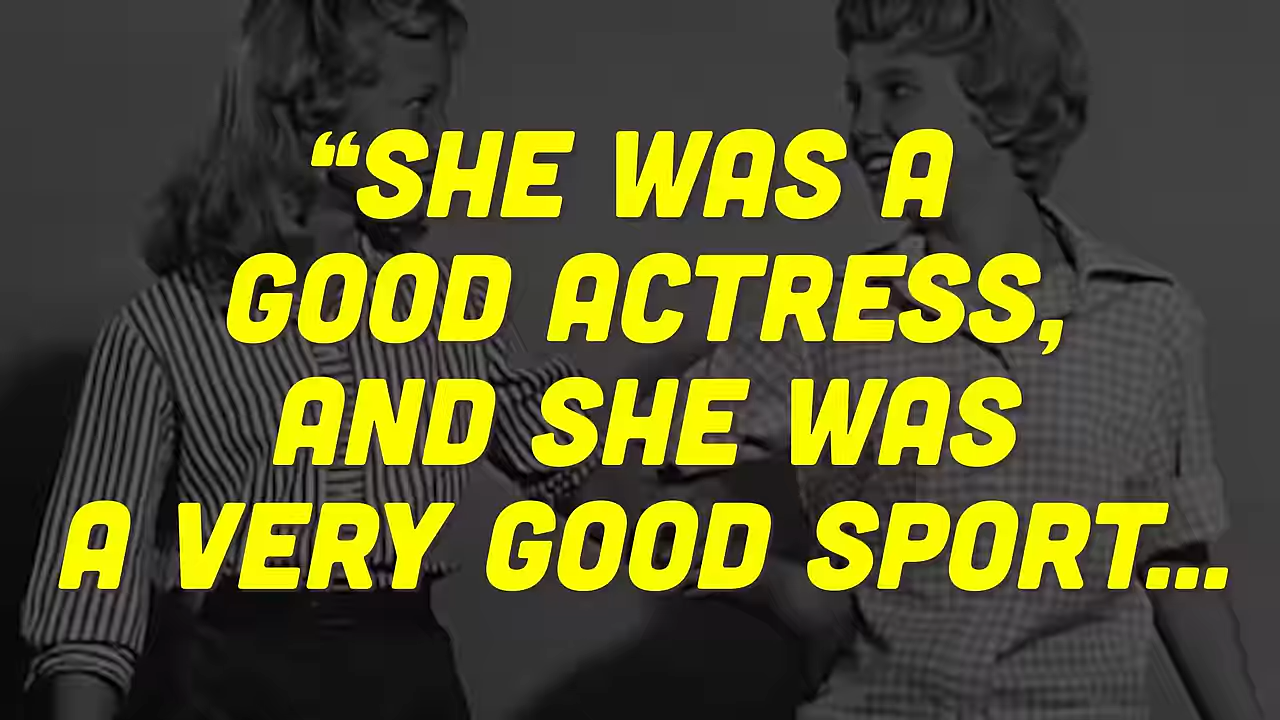 “SHE WAS A
GOOD ACTRESS,
AND SHE WAS
A VERY GOOD SPORT...